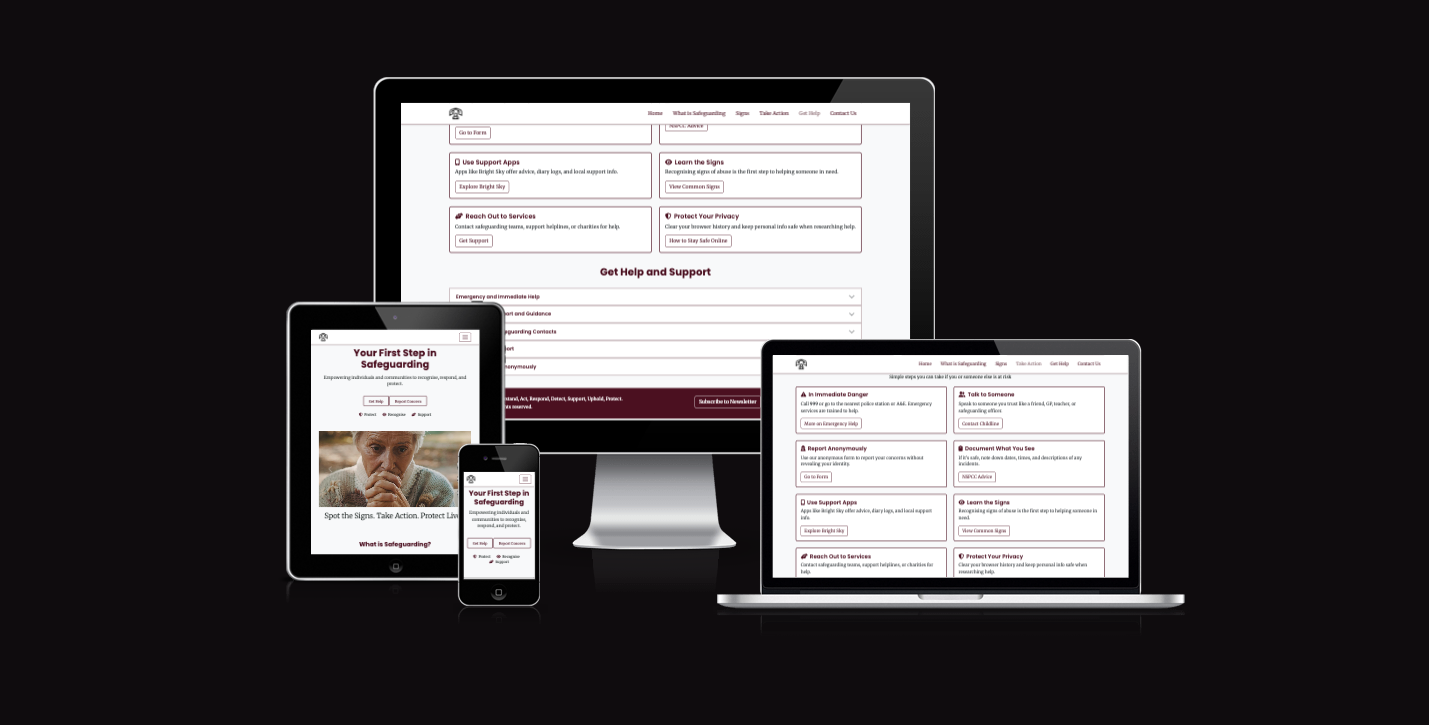 Home What is Safeguarding Signs Take Action Get Help Contact Us
Go to Form
NSPCC Advice
Use Support Apps
Apps like Bright Sky offer advice, diary logs, and local support info.
Explore Bright Sky
Learn the Signs
Recognising signs of abuse is the first step to helping someone in need.
View Common Signs
Reach Out to Services
Contact safeguarding teams, support helplines, or charities for help.
Get Support
Protect Your Privacy
Clear your browser history and keep personal info safe when researching help.
How to Stay Safe Online
Get Help and Support
Emergency and Immediate Help
ort and Guidance
eguarding Contacts
ort
nonymously
stand, Act, Respond, Detect, Support, Uphold, Protect.
ts reserved.
Subscribe to Newsletter
Your First Step in
Safeguarding
Empowering individuals and communities to recognise, respond, and
protect.
Get Help Report Concern
Protect Recognise Support
Spot the Signs. Take Action. Protect Live
What is Safeguarding?
Your First Step in
Safeguarding
Empowering individuals and
communities to recognise,
respond, and protect.
Get Help Report Concern
Protect Recognise
Support
Home What is Safeguarding Signs Take Action Get Help Contact Us
Simple steps you can take if you or someone else is at risk
In Immediate Danger
Call 999 or go to the nearest police station or A&E. Emergency
services are trained to help.
More on Emergency Help
Talk to Someone
Speak to someone you trust like a friend, GP, teacher, or
safeguarding officer.
Contact Childline
Report Anonymously
Use our anonymous form to report your concerns without
revealing your identity.
Go to Form
Document What You See
If it's safe, note down dates, times, and descriptions of any
incidents.
NSPCC Advice
Use Support Apps
Apps like Bright Sky offer advice, diary logs, and local support
info.
Explore Bright Sky
Learn the Signs
Recognising signs of abuse is the first step to helping someone in
need.
View Common Signs
Reach Out to Services
Contact safeguarding teams, support helplines, or charities for
help.
Protect Your Privacy
Clear your browser history and keep personal info safe when
researching help.